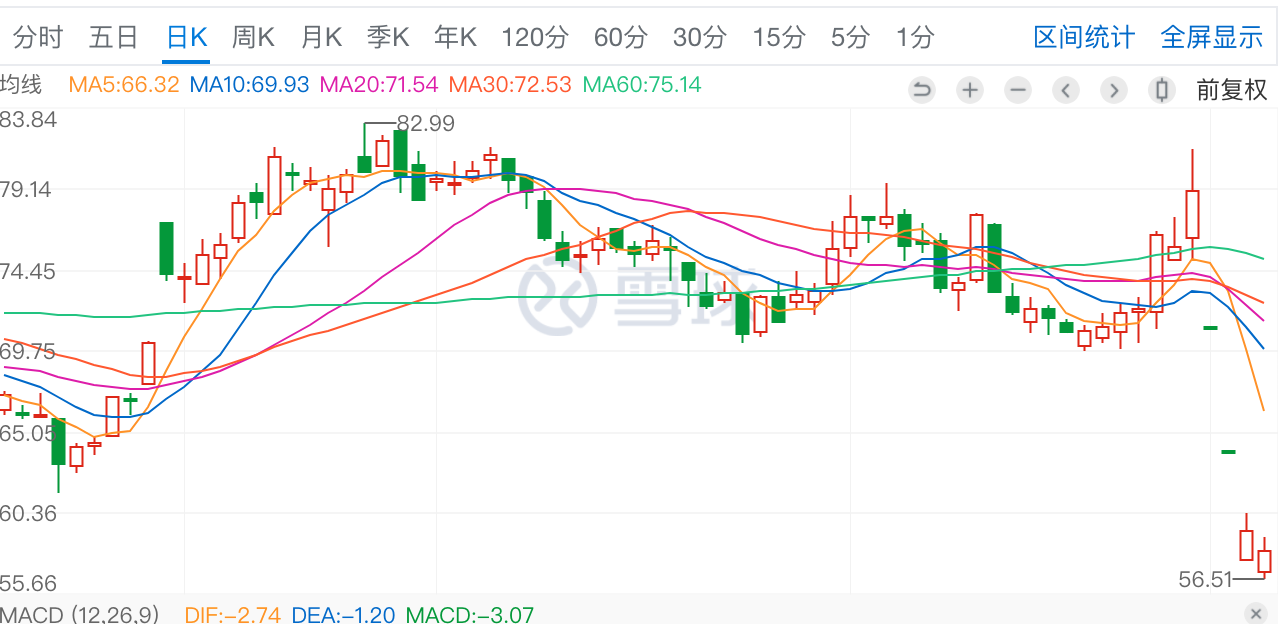 分时 五日 日K 周K 月K 季K 年K 120分 60分 30分 15分 5分 1分 区间统计 全屏显示
均线 MA5:66.32 MA10:69.93 MA20:71.54 MA30:72.53 MA60:75.14 前复权
83.84
82.99
79.14
74.45
雪球
69.75
65.05
60.36
56.51
55.66
MACD (12,26,9) DIF:-2.74 DEA:-1.20 MACD:-3.07